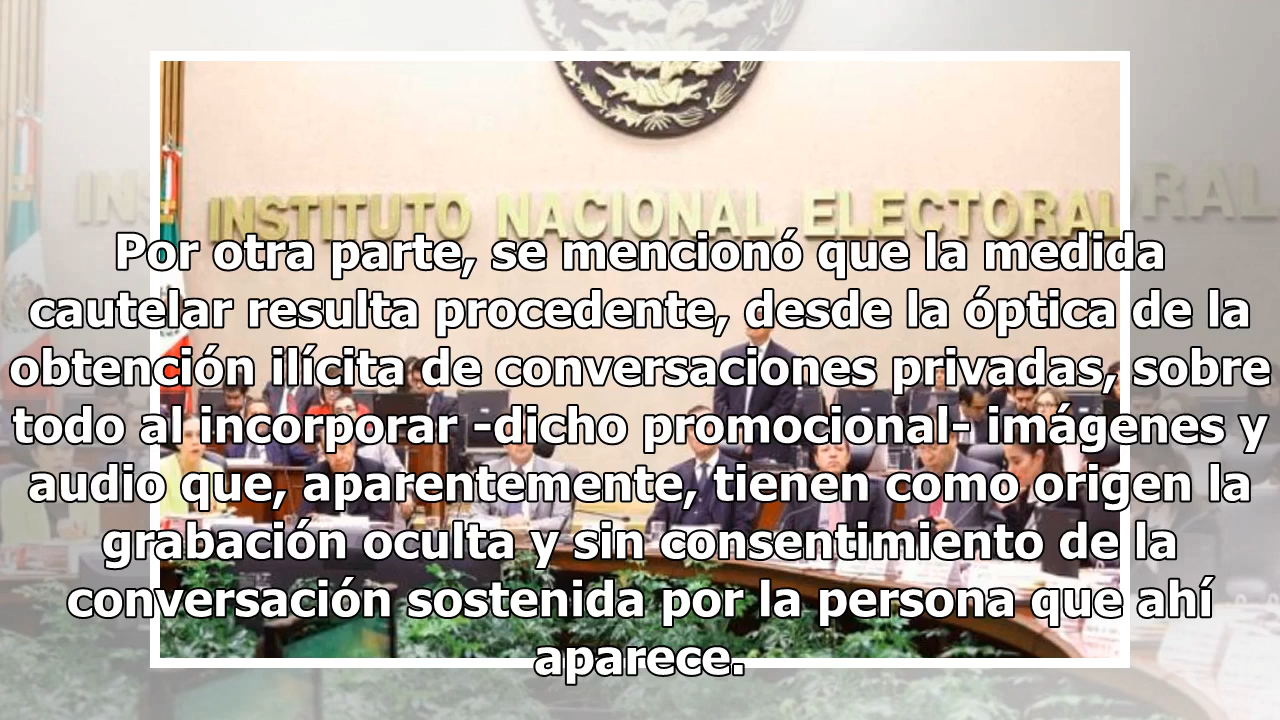 INSTITUTO NACIONAL ELECTORAL
Por otra parte, se mencionó que la medida
cautelar resulta procedente, desde la óptica de la
obtención ilícita de conversaciones privadas, sobre
todo al incorporar -dicho promocional- imágenes y
audio que, aparentemente, tienen como origen la
grabación oculta y sin consentimiento de la
conversación sostenida por la persona que ahí
aparece.